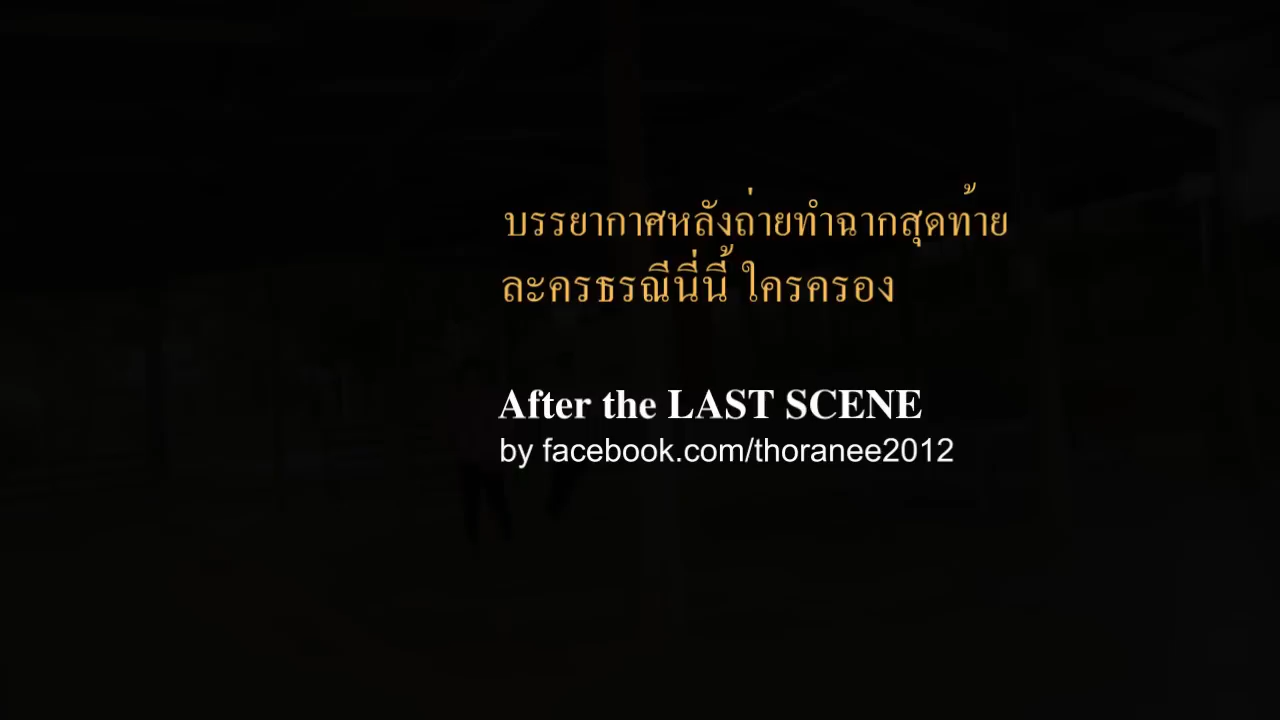 บรรยากาศหลังถ่ายทำฉากสุดท้าย
ละครธรณีนี่นี้ ใครครอง
After the LAST SCENE
by facebook.com/thoranee2012